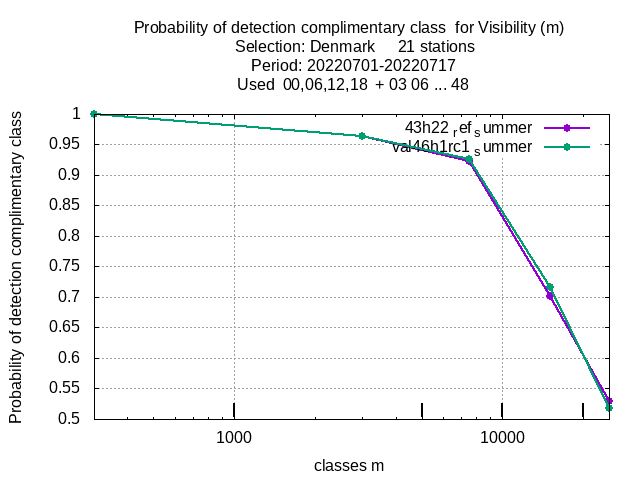 Probability of detection complimentary class  for Visibility (m)
Selection: Denmark     21 stations
Period: 20220701-20220717
Used  00,06,12,18  + 03 06 ... 48
Probability of detection complimentary class
1
0.95
0.9
0.85
0.8
0.75
0.7
0.65
0.6
0.55
0.5
43h22 ref summer
val46h1rc1 summer
1000
10000
classes m